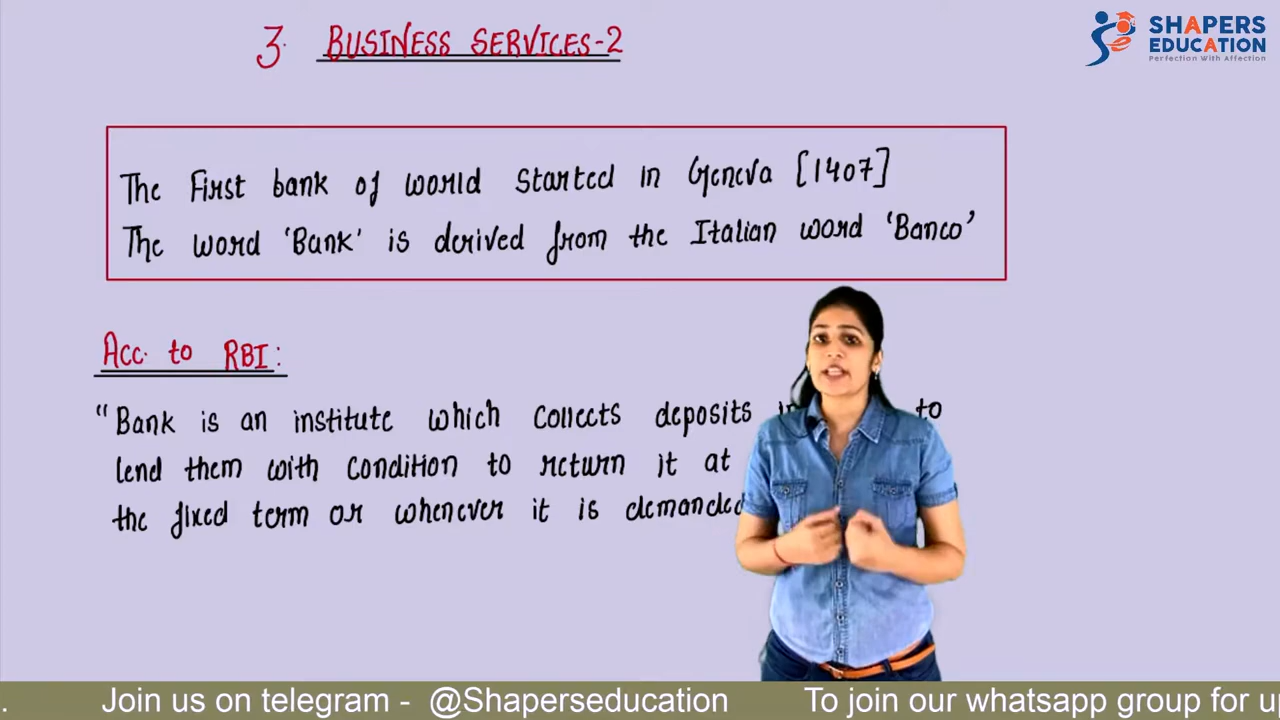 3. BUSINESS SERVICES-2
SHAPERS
EDUCATION
Perfection With Affection
The First bank of world started in Geneva [1407]
The word 'Bank' is derived from the Italian word 'Banco'
Acc. to RBI:
"Bank is an institute which collects deposits to
lend them with condition to return it at
the fixed term or whenever it is demanded
. Join us on telegram - @Shaperseducation To join our whatsapp group for